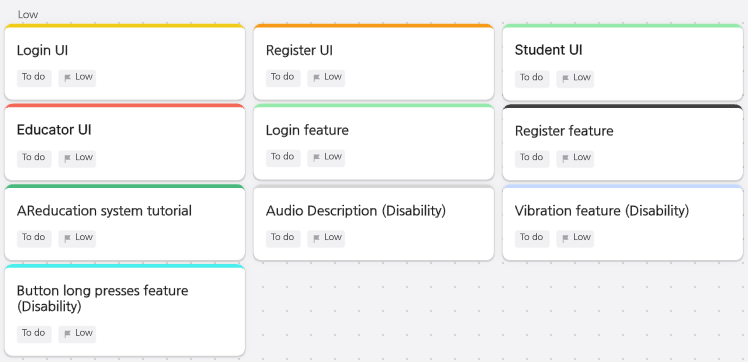 Low
Login UI
To do Low
Register UI
To do Low
Student UI
To do Low
Educator UI
To do Low
Login feature
To do Low
Register feature
To do Low
AReducation system tutorial
To do Low
Audio Description (Disability)
To do Low
Vibration feature (Disability)
To do Low
Button long presses feature
(Disability)
To do Low